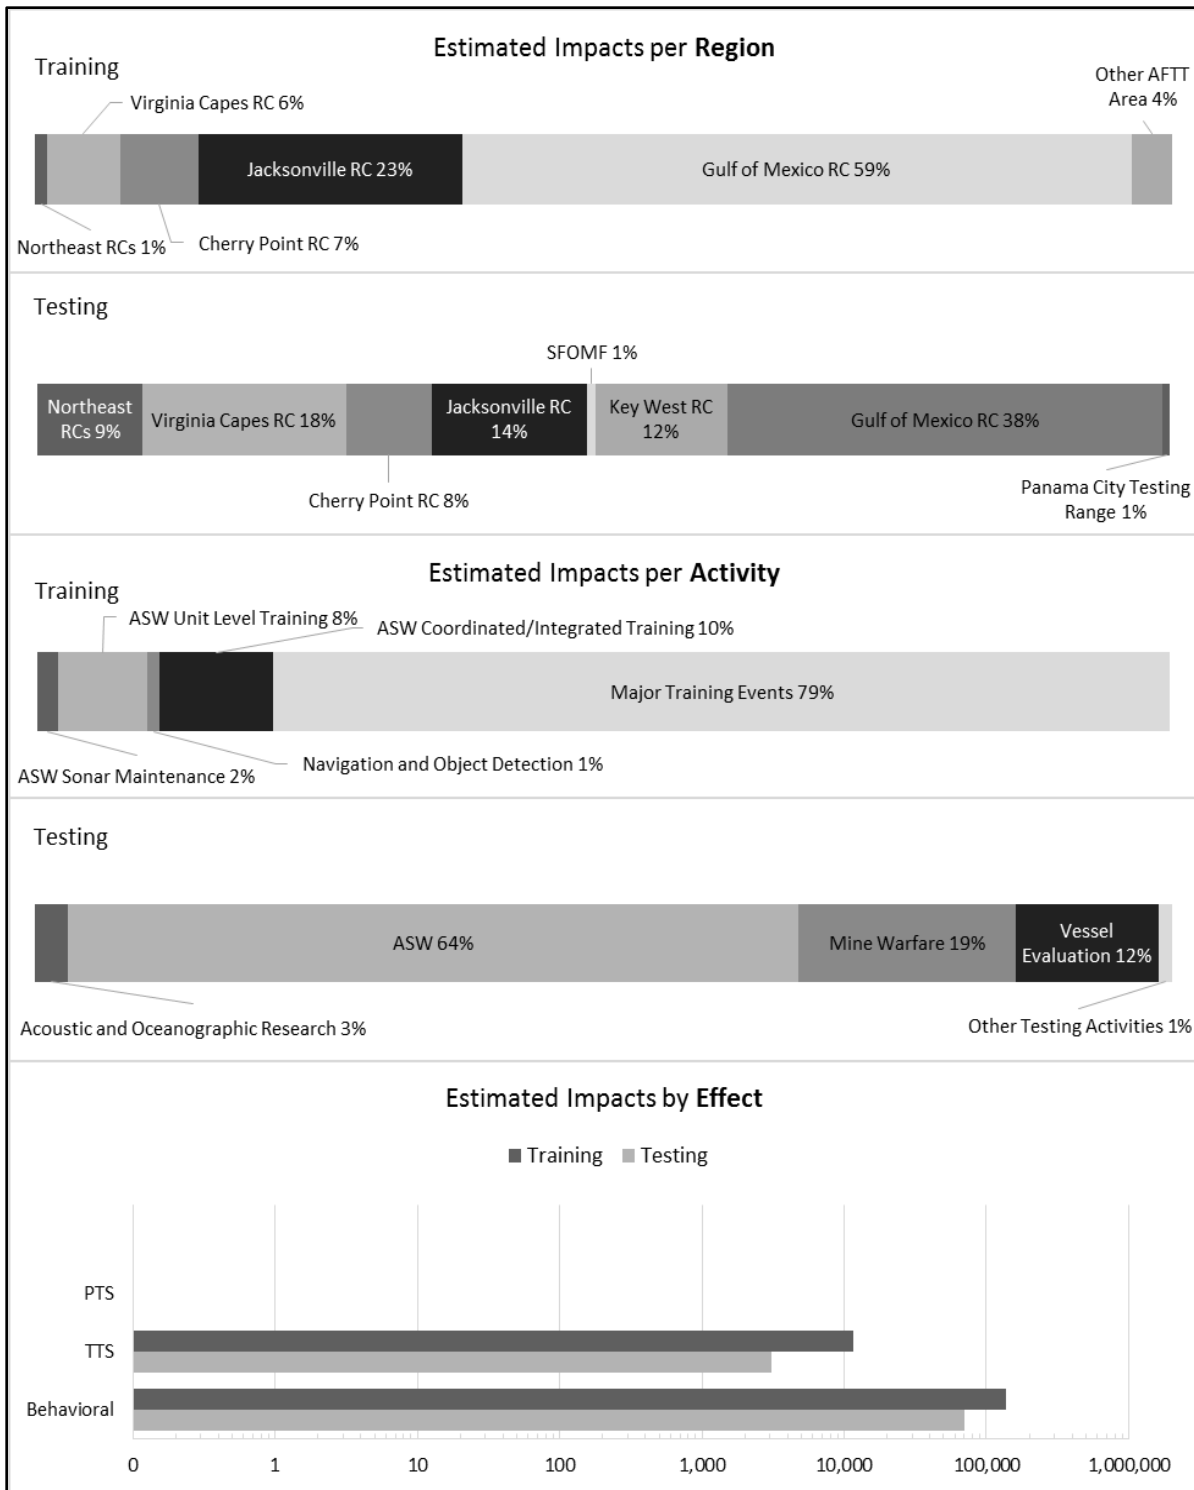 Estimated Impacts per Region
Training
Other AFTT
Area 4%
Virginia Capes RC 6%
Jacksonville RC 23%
Gulf of Mexico RC 59%
Northeast RCs 1%
Cherry Point RC 7%
Testing
SFOMF 1%
Northeast
RCs 9%
Virginia Capes RC 18%
Jacksonville RC
14%
Key West RC
12%
Gulf of Mexico RC 38%
Cherry Point RC 8%
Panama City Testing
Range 1%
Estimated Impacts per Activity
Training
ASW Unit Level Training 8%
ASW Coordinated/Integrated Training 10%
Major Training Events 79%
ASW Sonar Maintenance 2%
Navigation and Object Detection 1%
Testing
ASW 64%
Mine Warfare 19%
Vessel
Evaluation 12%
Acoustic and Oceanographic Research 3%
Other Testing Activities 1%
Estimated Impacts by Effect
Training
Testing
PTS
TTS
Behavioral
0
1
10
100
1,000
10,000
100,000
1,000,000